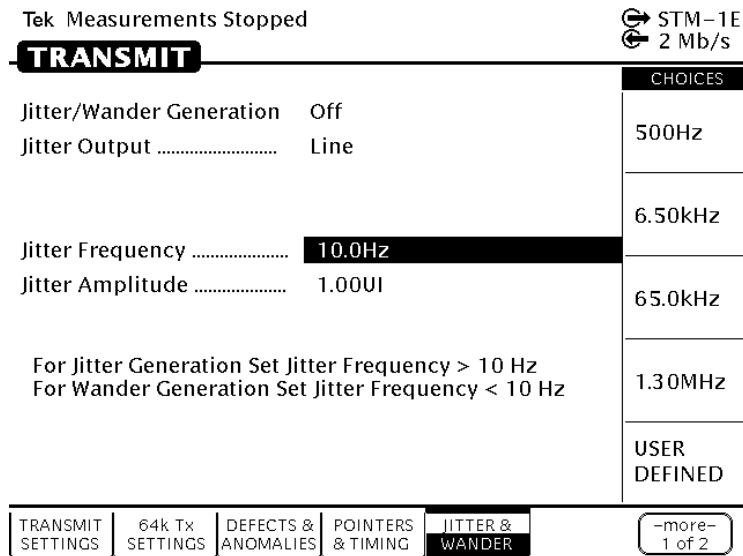 Tek Measurements Stopped
STM-1E
2 Mb/s
TRANSMIT
CHOICES
Jitter/Wander Generation Off
Jitter Output .......................... Line
Jitter Frequency ..................... 10.0Hz
Jitter Amplitude .................... 1.00UI
For Jitter Generation Set Jitter Frequency > 10 Hz
For Wander Generation Set Jitter Frequency < 10 Hz
500Hz
6.50kHz
65.0kHz
1.30MHz
USER
DEFINED
TRANSMIT
SETTINGS
64k Tx
SETTINGS
DEFECTS &
ANOMALIES
POINTERS
& TIMING
JITTER &
WANDER
-more-
1 of 2